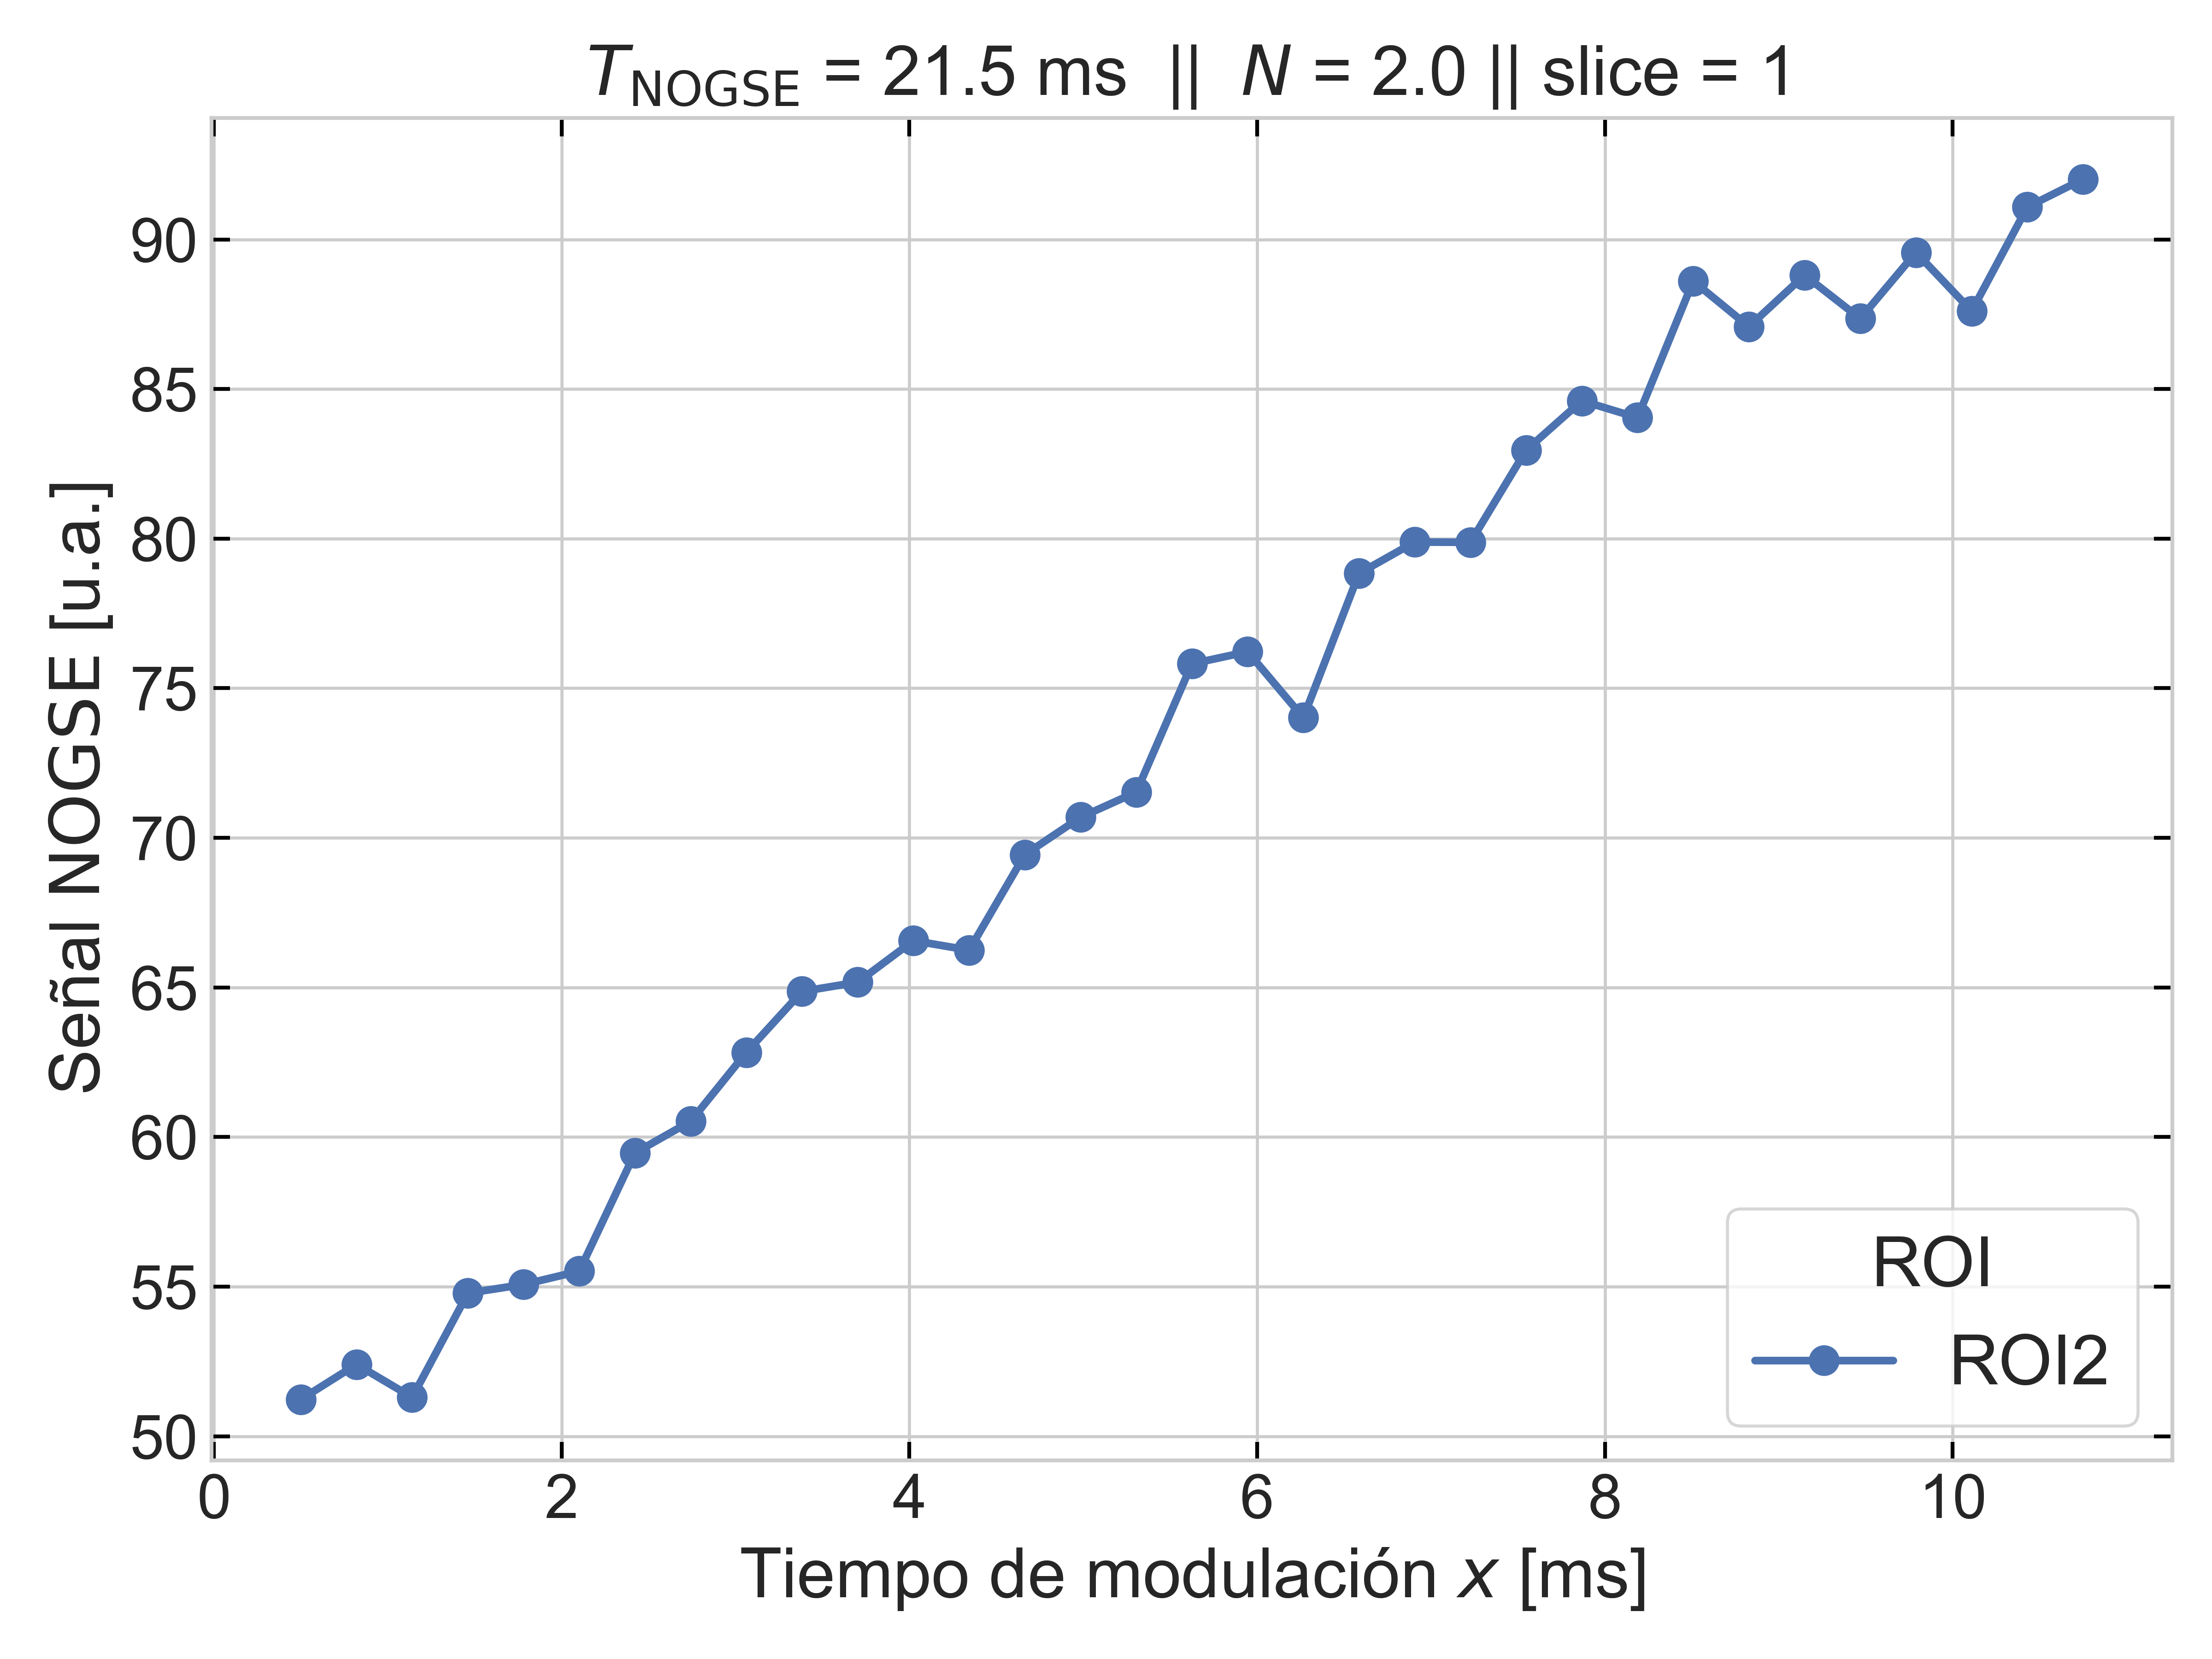 T_NOGSE = 21.5 ms || N = 2.0 || slice = 1
Señal NOGSE [u.a.]
90
85
80
75
70
65
60
55
50
0 2 4 6 8 10
Tiempo de modulación x [ms]
ROI
ROI2